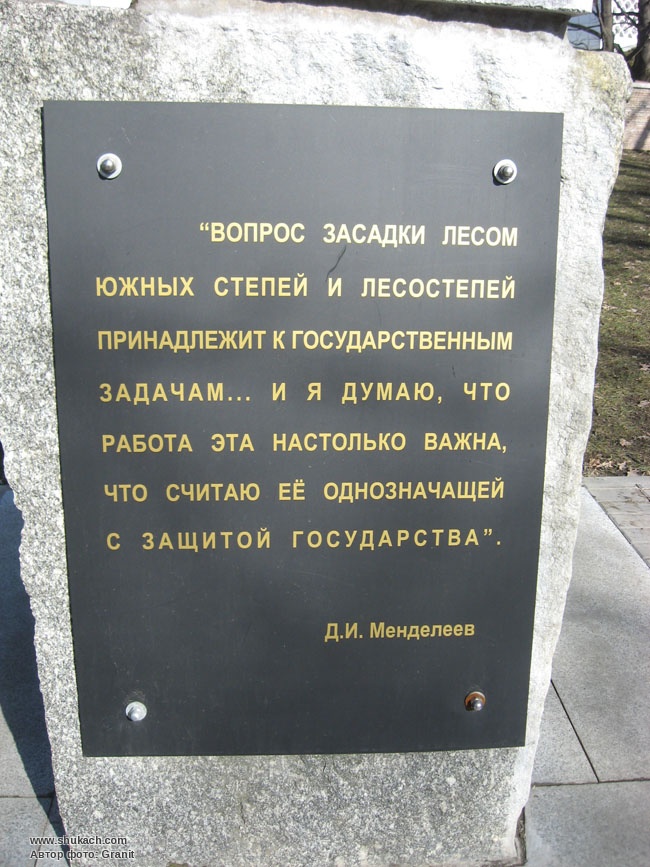 “ВОПРОС ЗАСАДКИ ЛЕСОМ
ЮЖНЫХ СТЕПЕЙ И ЛЕСОСТЕПЕЙ
ПРИНАДЛЕЖИТ К ГОСУДАРСТВЕННЫМ
ЗАДАЧАМ... И Я ДУМАЮ, ЧТО
РАБОТА ЭТА НАСТОЛЬКО ВАЖНА,
ЧТО СЧИТАЮ ЕЁ ОДНОЗНАЧАЩЕЙ
С ЗАЩИТОЙ ГОСУДАРСТВА”.
Д.И. Менделеев
www.shukach.com
Автор фото: Granit